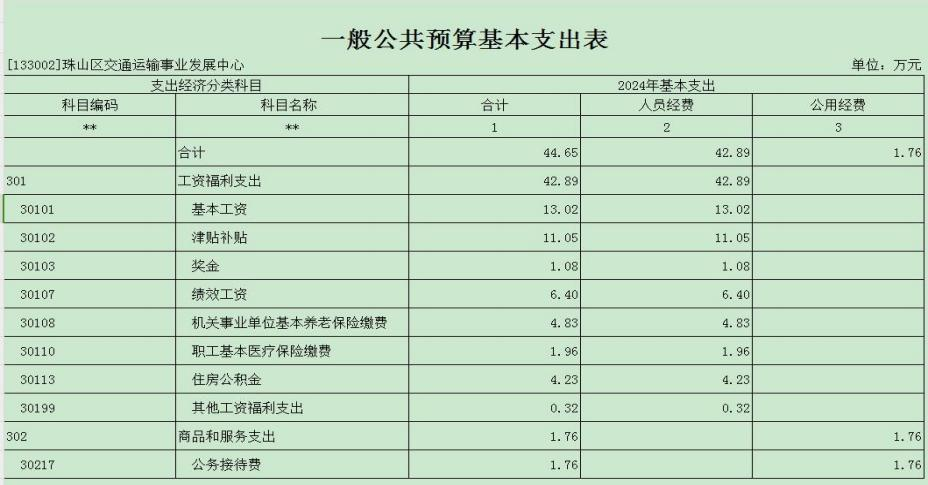 一般公共预算基本支出表
[133002]珠山区交通运输事业发展中心 单位：万元
支出经济分类科目 2024年基本支出
科目编码 科目名称 合计 人员经费 公用经费
** ** 1 2 3
合计 44.65 42.89 1.76
301 工资福利支出 42.89 42.89
30101 基本工资 13.02 13.02
30102 津贴补贴 11.05 11.05
30103 奖金 1.08 1.08
30107 绩效工资 6.40 6.40
30108 机关事业单位基本养老保险缴费 4.83 4.83
30110 职工基本医疗保险缴费 1.96 1.96
30113 住房公积金 4.23 4.23
30199 其他工资福利支出 0.32 0.32
302 商品和服务支出 1.76 1.76
30217 公务接待费 1.76 1.76